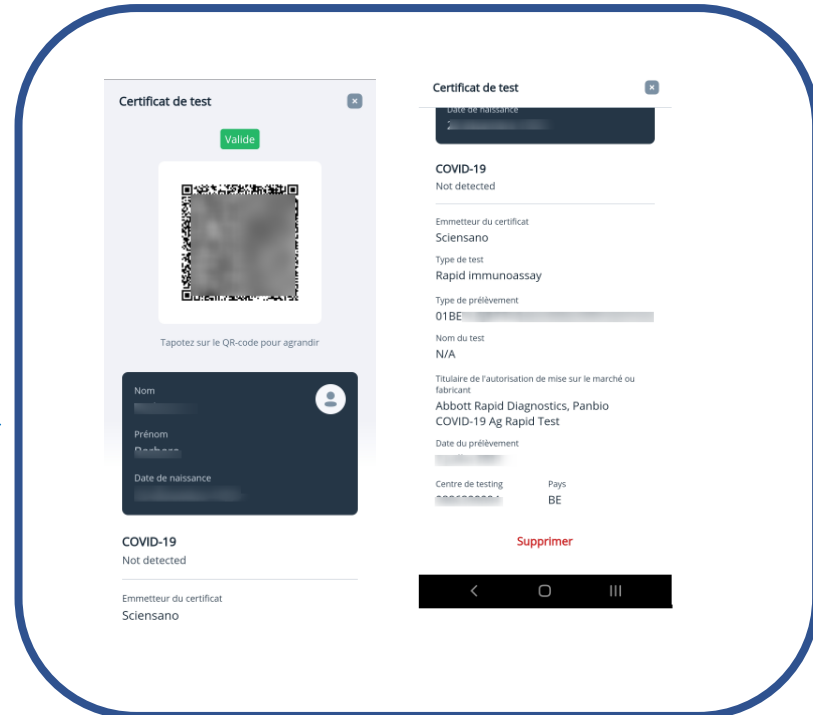 Certificat de test
Valide
Tapotez sur le QR-code pour agrandir
Nom
Prénom
Date de naissance
COVID-19
Not detected
Emmetteur du certificat
Sciensano
Certificat de test
Date de naissance
COVID-19
Not detected
Emmetteur du certificat
Sciensano
Type de test
Rapid immunoassay
Type de prélèvement
01BE
Nom du test
N/A
Titulaire de l'autorisation de mise sur le marché ou
fabricant
Abbott Rapid Diagnostics, Panbio
COVID-19 Ag Rapid Test
Date du prélèvement
Centre de testing Pays
BE
Supprimer